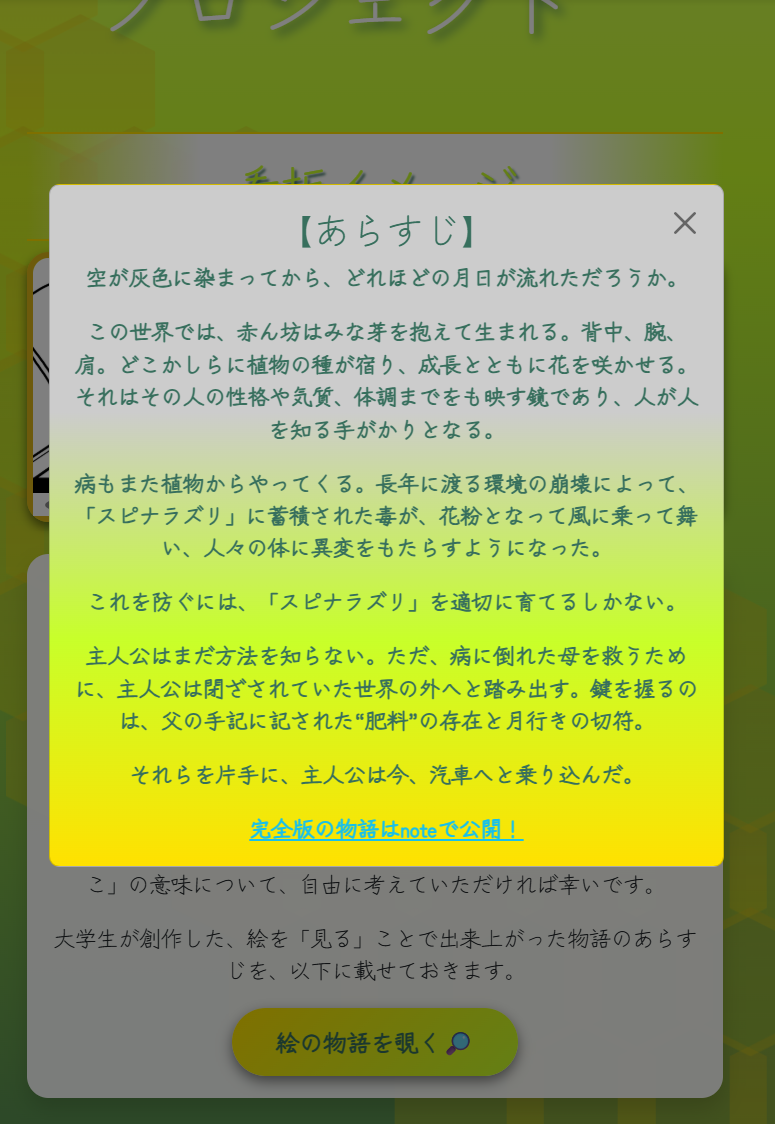 プロジェクト
看板イメージ
【あらすじ】
空が灰色に染まってから、どれほどの月日が流れただろうか。
この世界では、赤ん坊はみな芽を抱えて生まれる。背中、腕、
肩。どこかしらに植物の種が宿り、成長とともに花を咲かせる。
それはその人の性格や気質、体調までをも映す鏡であり、人が人
を知る手がかりとなる。
病もまた植物からやってくる。長年に渡る環境の崩壊によって、
「スピナラズリ」に蓄積された毒が、花粉となって風に乗って舞
い、人々の体に異変をもたらすようになった。
これを防ぐには、「スピナラズリ」を適切に育てるしかない。
主人公はまだ方法を知らない。ただ、病に倒れた母を救うため
に、主人公は閉ざされていた世界の外へと踏み出す。鍵を握るの
は、父の手記に記された“肥料”の存在と月行きの切符。
それらを片手に、主人公は今、汽車へと乗り込んだ。
完全版の物語はnoteで公開！
こ」の意味について、自由に考えていただければ幸いです。
大学生が創作した、絵を「見る」ことで出来上がった物語のあらす
じを、以下に載せておきます。
絵の物語を覗く🔎